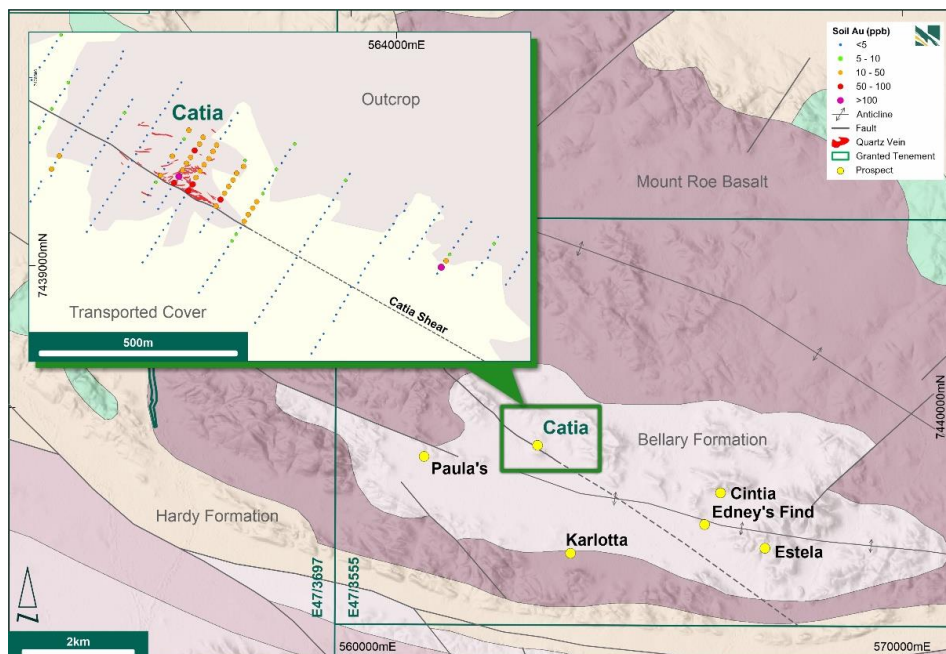 564000mE
Outcrop
Catia
7439000mN
Transported Cover
Catia Shear
500m
Soil Au (ppb)
<5
5 - 10
10 - 50
50 - 100
>100
Anticline
Fault
Quartz Vein
Granted Tenement
Prospect
Mount Roe Basalt
7440000mN
Catia
Bellary Formation
Paula's
Cintia
Edney's Find
Hardy Formation
Karlotta
Estela
E47/3697
E47/3555
N
2km
560000mE
570000mE